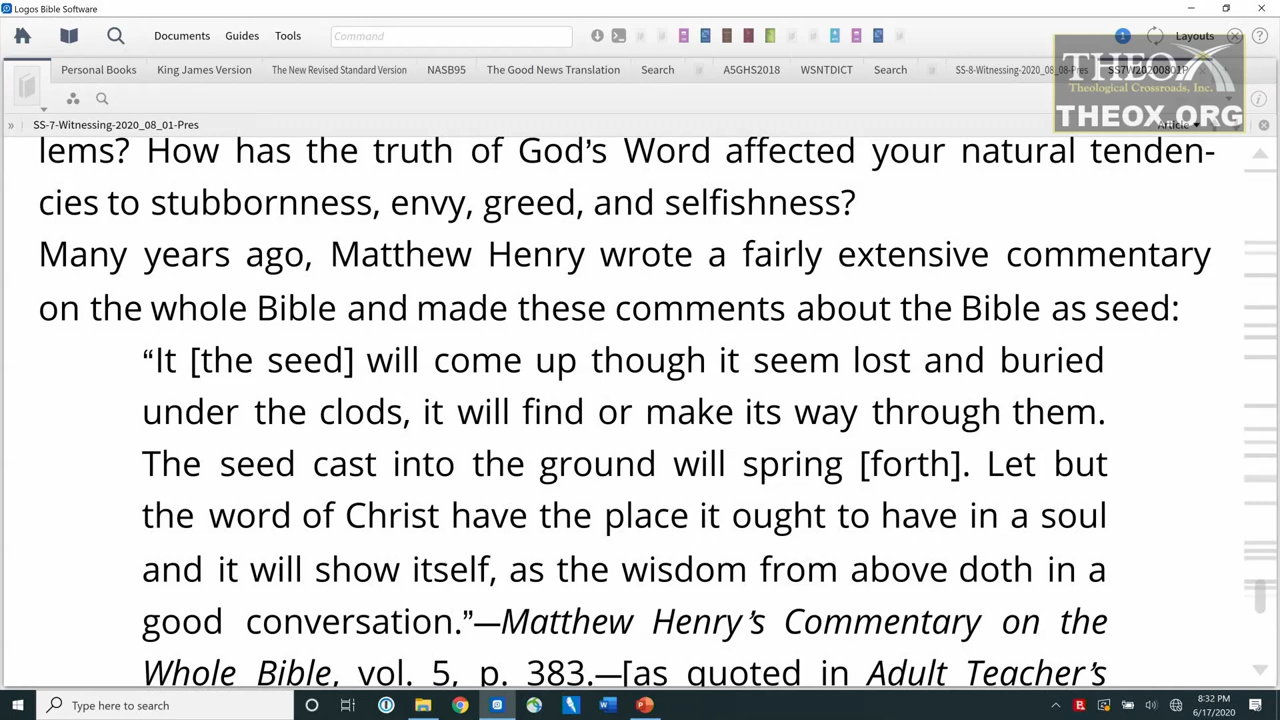 Logos Bible Software
Documents Guides Tools Command Layouts
Personal Books King James Version The New Revised Stan The Good News Translation Search ASGHS2018 WSNTDICT Search SS-8-Witnessing-2020_08_08-Pres SS7W20200801P
THEOX
Theological Crossroads, Inc.
THEOX.ORG
SS-7-Witnessing-2020_08_01-Pres Article
lems? How has the truth of God's Word affected your natural tenden-
cies to stubbornness, envy, greed, and selfishness?
Many years ago, Matthew Henry wrote a fairly extensive commentary
on the whole Bible and made these comments about the Bible as seed:
“It [the seed] will come up though it seem lost and buried
under the clods, it will find or make its way through them.
The seed cast into the ground will spring [forth]. Let but
the word of Christ have the place it ought to have in a soul
and it will show itself, as the wisdom from above doth in a
good conversation.”—Matthew Henry's Commentary on the
Whole Bible, vol. 5, p. 383.—[as quoted in Adult Teacher's
Type here to search
8:32 PM
6/17/2020